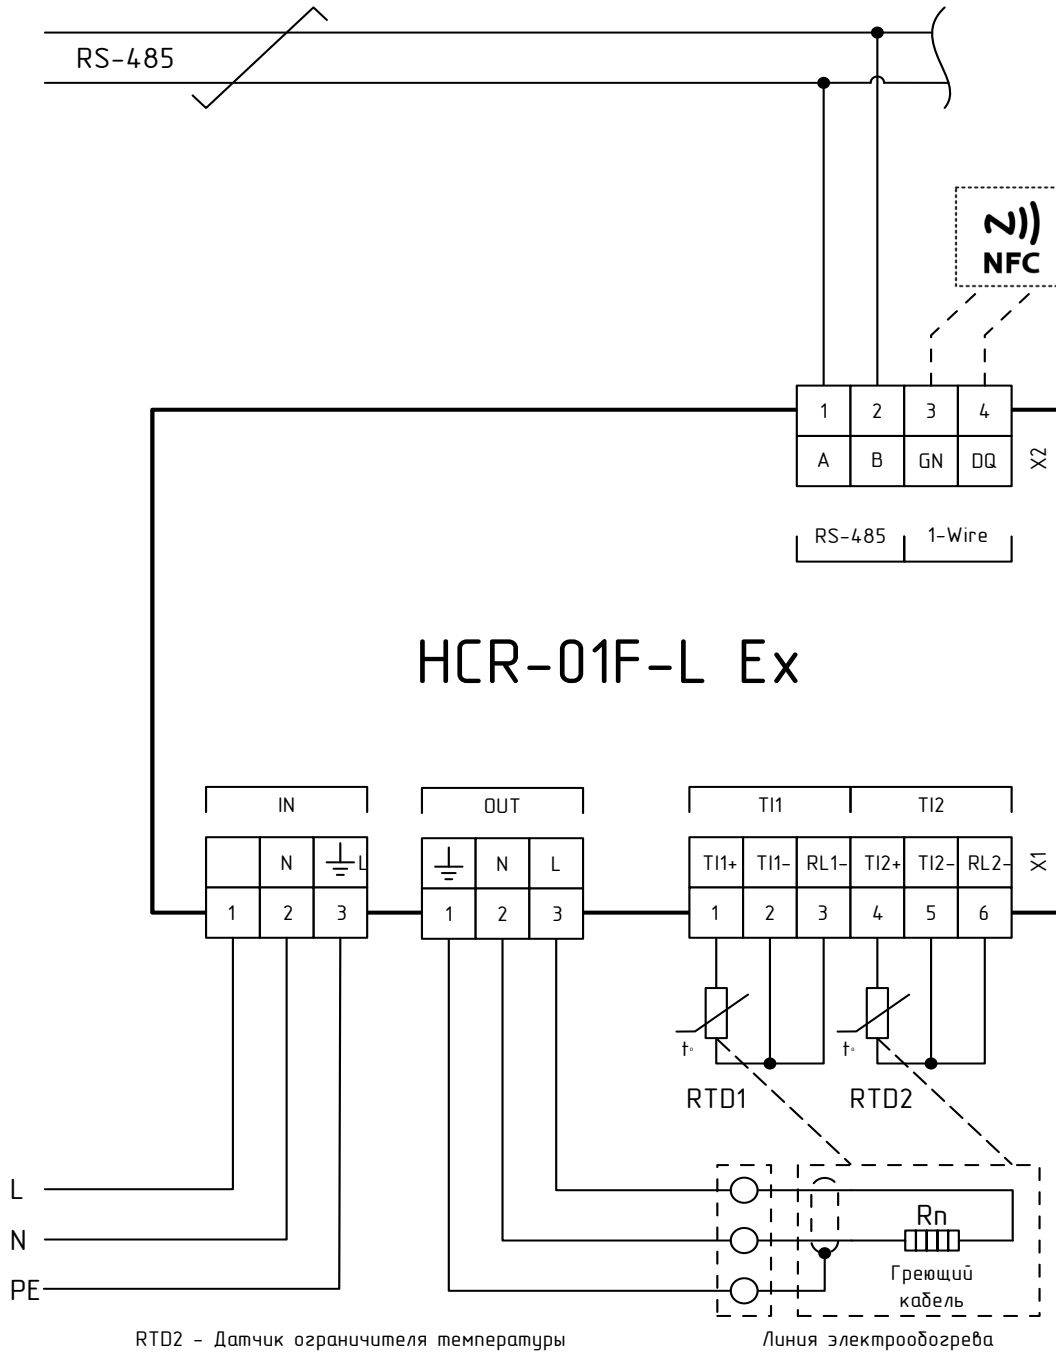 RS-485
NFC
1 2 3 4
A B GN DQ X2
RS-485 1-Wire
HCR-01F-L Ex
IN OUT TI1 TI2
N L N L TI1+ TI1- RL1- TI2+ TI2- RL2- X1
1 2 3 1 2 3 1 2 3 4 5 6
t° t°
RTD1 RTD2
L
N Rn
PE Греющий
кабель
RTD2 - Датчик ограничителя температуры Линия электрообогрева